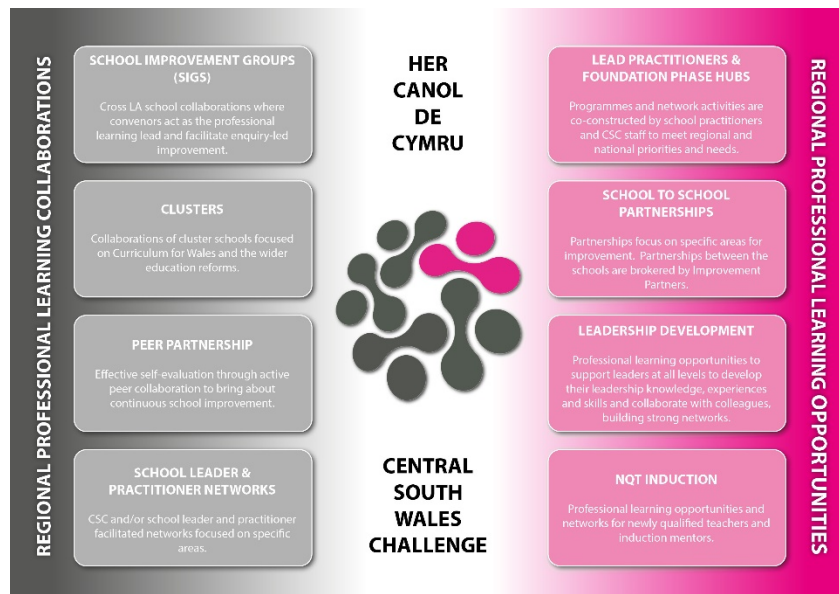 REGIONAL PROFESSIONAL LEARNING COLLABORATIONS
SCHOOL IMPROVEMENT GROUPS
(SIGS)
Cross LA school collaborations where
convenors act as the professional
learning lead and facilitate enquiry-led
improvement.
CLUSTERS
Collaborations of cluster schools focused
on Curriculum for Wales and the wider
education reforms.
PEER PARTNERSHIP
Effective self-evaluation through active
peer collaboration to bring about
continuous school improvement.
SCHOOL LEADER &
PRACTITIONER NETWORKS
CSC and/or school leader and practitioner
facilitated networks focused on specific
areas.
HER
CANOL
DE
CYMRU
CENTRAL
SOUTH
WALES
CHALLENGE
LEAD PRACTITIONERS &
FOUNDATION PHASE HUBS
Programmes and network activities are
co-constructed by school practitioners
and CSC staff to meet regional and
national priorities and needs.
SCHOOL TO SCHOOL
PARTNERSHIPS
Partnerships focus on specific areas for
improvement. Partnerships between the
schools are brokered by Improvement
Partners.
LEADERSHIP DEVELOPMENT
Professional learning opportunities to
support leaders at all levels to develop
their leadership knowledge, experiences
and skills and collaborate with colleagues,
building strong networks.
NQT INDUCTION
Professional learning opportunities and
networks for newly qualified teachers and
induction mentors.
REGIONAL PROFESSIONAL LEARNING OPPORTUNITIES